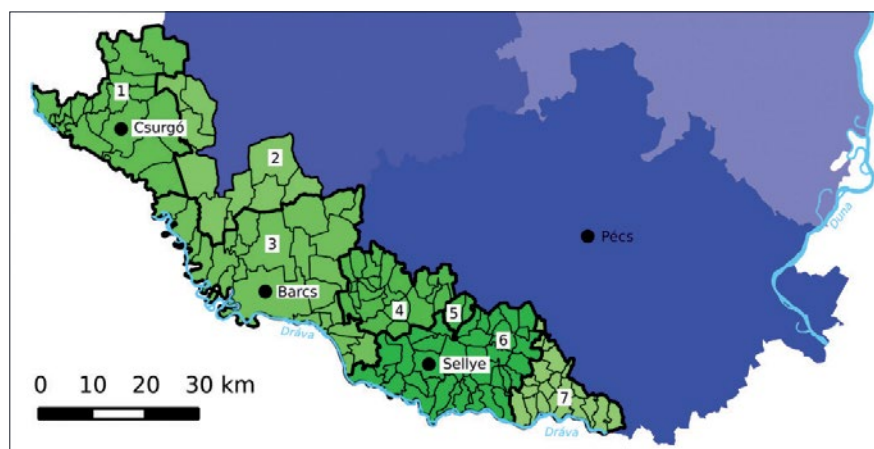 1
Csurgó
2
3
Barcs
4
5
6
Sellye
7
Pécs
Duna
Dráva
Dráva
0 10 20 30 km